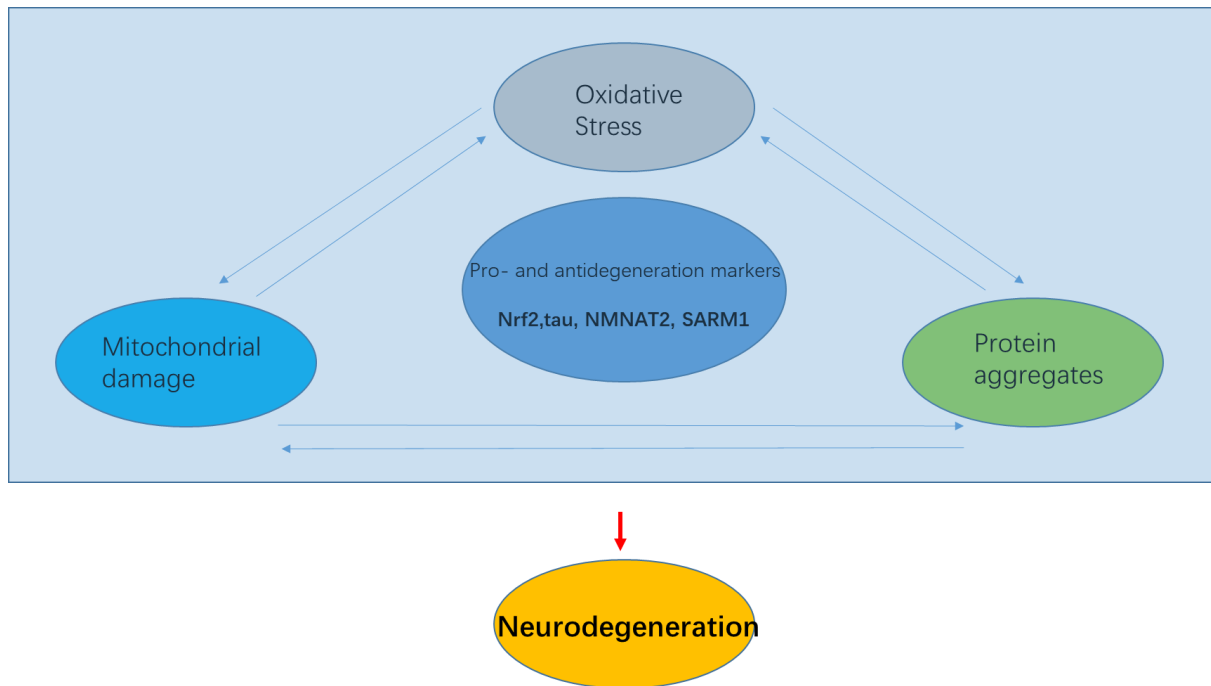 Oxidative
Stress
Pro- and antidegeneration markers
Nrf2,tau, NMNAT2, SARM1
Mitochondrial
damage
Protein
aggregates
Neurodegeneration